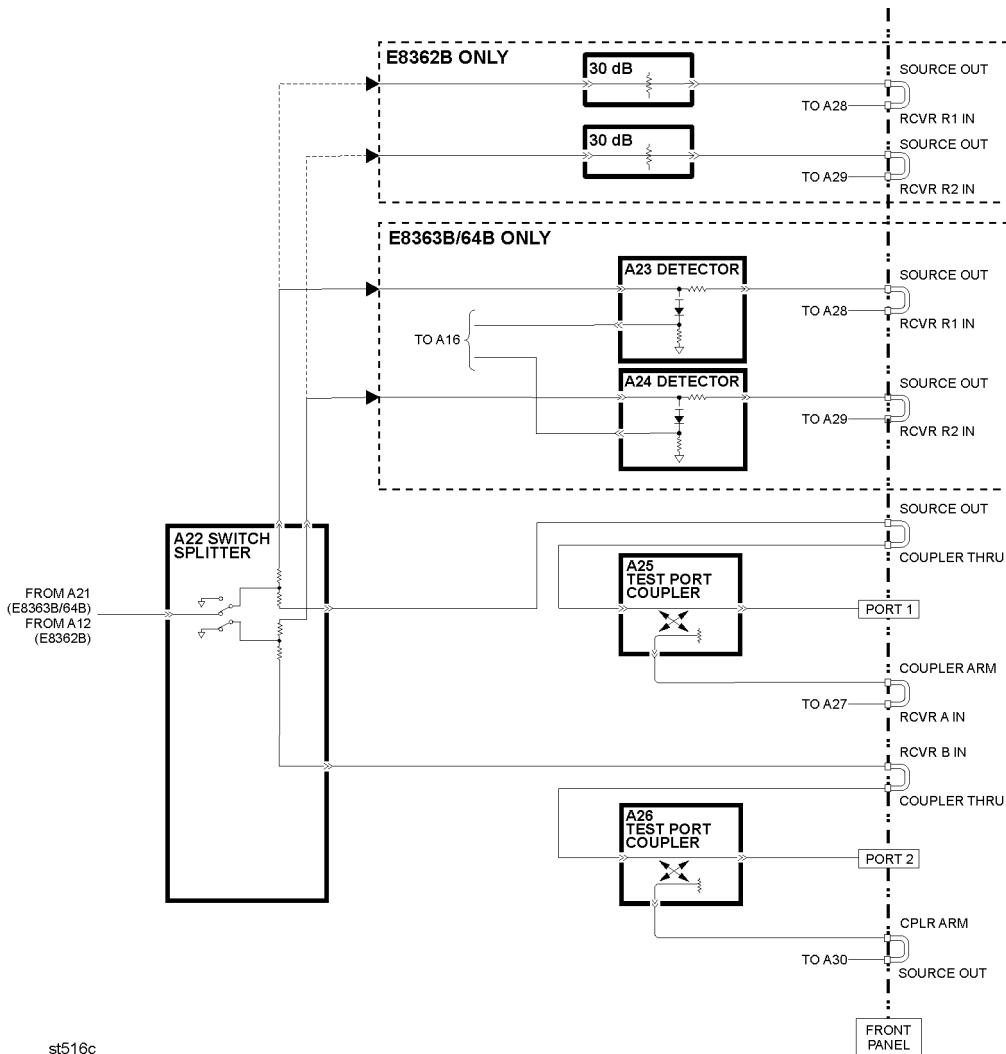 E8362B ONLY
30 dB
SOURCE OUT
TO A28
RCVR R1 IN
30 dB
SOURCE OUT
TO A29
RCVR R2 IN
E8363B/64B ONLY
A23 DETECTOR
SOURCE OUT
TO A28
RCVR R1 IN
TO A16
A24 DETECTOR
SOURCE OUT
TO A29
RCVR R2 IN
SOURCE OUT
COUPLER THRU
A22 SWITCH
SPLITTER
FROM A21
(E8363B/64B)
FROM A12
(E8362B)
A25
TEST PORT
COUPLER
PORT 1
COUPLER ARM
TO A27
RCVR A IN
RCVR B IN
COUPLER THRU
A26
TEST PORT
COUPLER
PORT 2
CPLR ARM
TO A30
SOURCE OUT
FRONT
PANEL
st516c